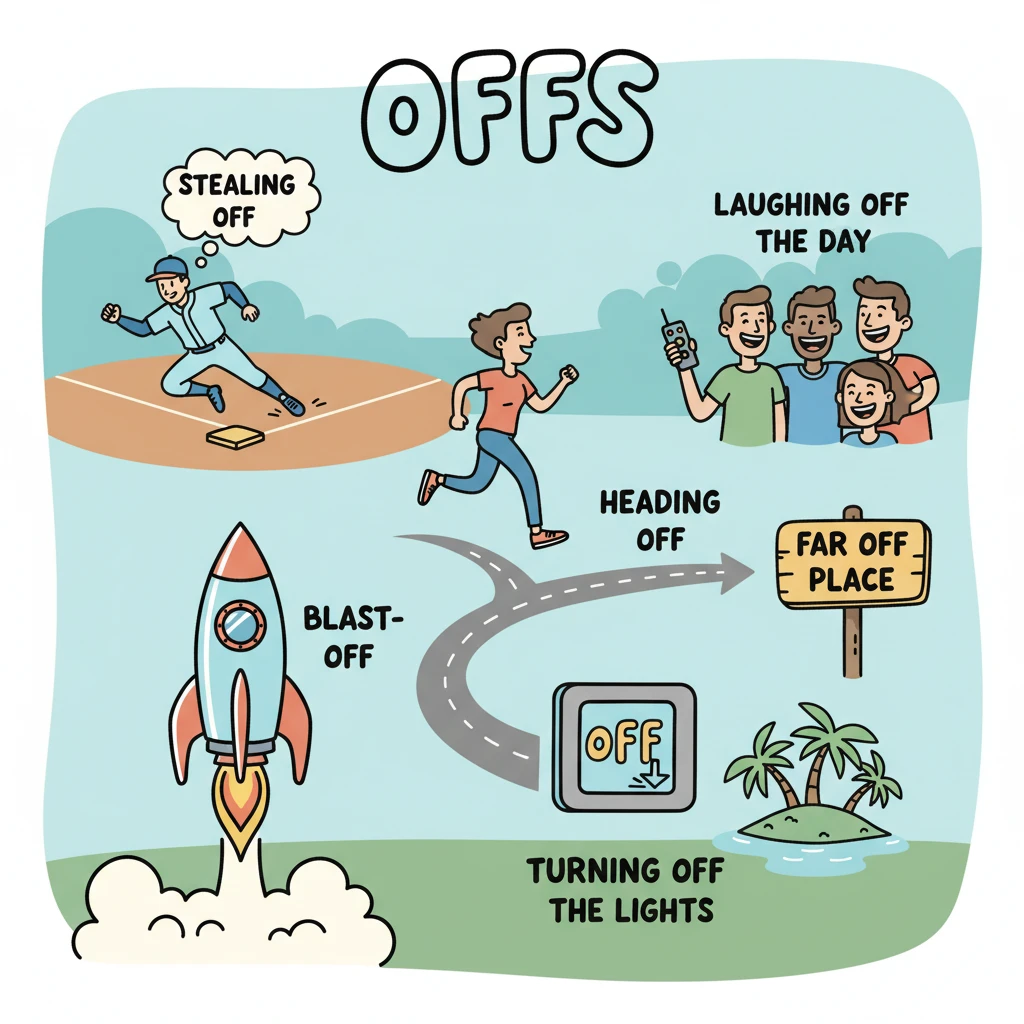 OFFS
STEALING
OFF
LAUGHING OFF
THE DAY
HEADING
OFF
FAR OFF
PLACE
BLAST-
OFF
OFF
TURNING OFF
THE LIGHTS